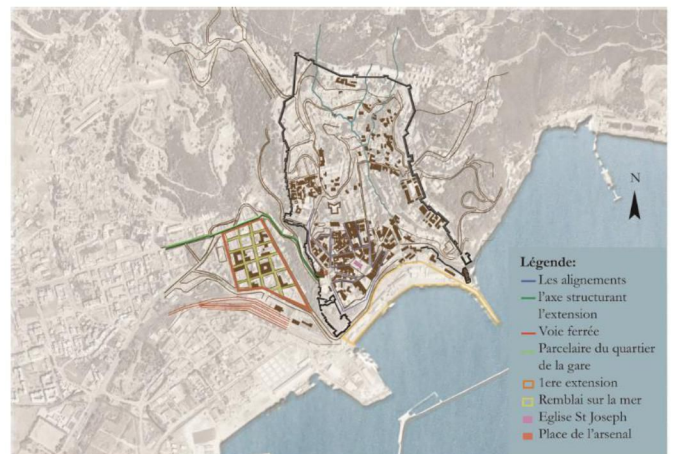 N
Légende:
Les alignements
l'axe structurant
l'extension
Voie ferrée
Parcelaire du quartier
de la gare
1ere extension
Remblai sur la mer
Eglise St Joseph
Place de l'arsenal